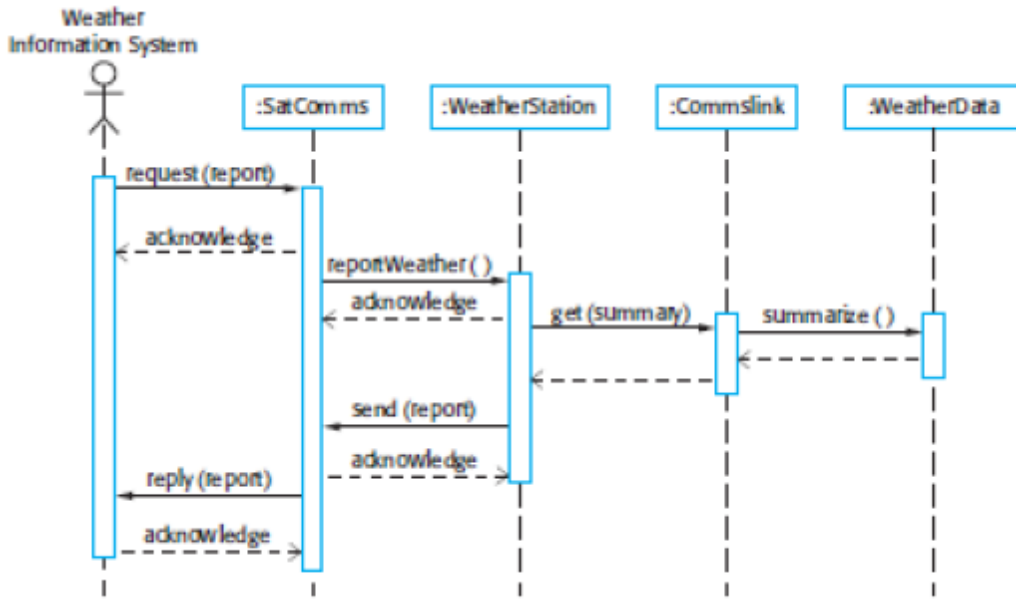 Weather
Information System
:SatComms
:WeatherStation
:Commslink
:WeatherData
request (report)
acknowledge
reportWeather ( )
acknowledge
get (summary)
summarize ( )
send (report)
acknowledge
reply (report)
acknowledge